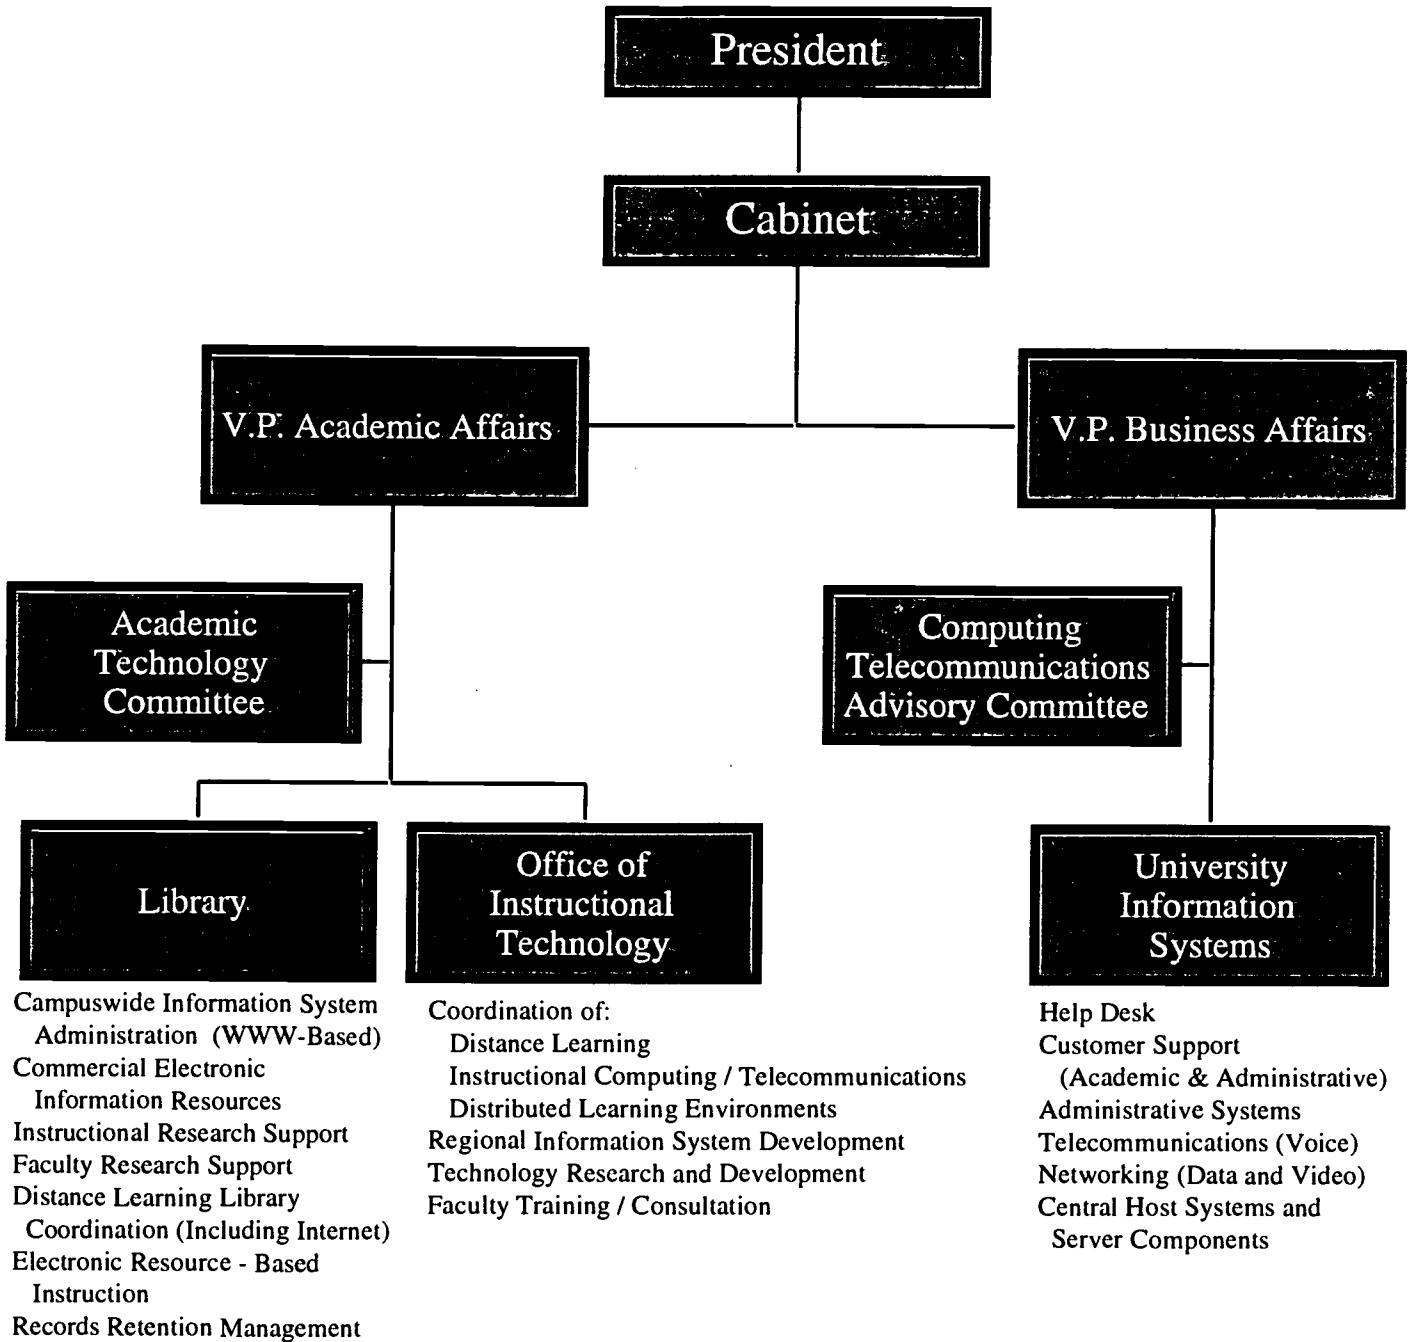 President
Cabinet
V.P. Academic Affairs
V.P. Business Affairs
Academic
Technology
Committee
Computing
Telecommunications
Advisory Committee
Library
Office of
Instructional
Technology
University
Information
Systems
Campuswide Information System
Administration (WWW-Based)
Commercial Electronic
Information Resources
Instructional Research Support
Faculty Research Support
Distance Learning Library
Coordination (Including Internet)
Electronic Resource - Based
Instruction
Records Retention Management
Coordination of:
Distance Learning
Instructional Computing / Telecommunications
Distributed Learning Environments
Regional Information System Development
Technology Research and Development
Faculty Training / Consultation
Help Desk
Customer Support
(Academic & Administrative)
Administrative Systems
Telecommunications (Voice)
Networking (Data and Video)
Central Host Systems and
Server Components